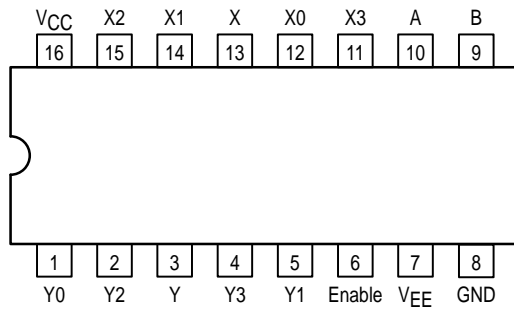 VCC X2 X1 X X0 X3 A B
16 15 14 13 12 11 10 9
1 2 3 4 5 6 7 8
Y0 Y2 Y Y3 Y1 Enable VEE GND